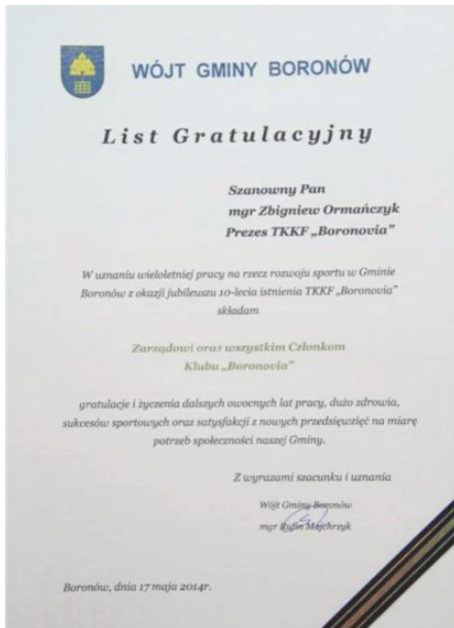 WÓJT GMINY BORONÓW
List Gratulacyjny
Szanowny Pan
mgr Zbigniew Ormańczyk
Prezes TKKF „Boronovia”
W uznaniu wieloletniej pracy na rzecz rozwoju sportu w Gminie
Boronów z okazji jubileuszu 10-lecia istnienia TKKF „Boronovia”
składam
Zarządowi oraz wszystkim Członkom
Klubu „Boronovia”
gratulacje i życzenia dalszych owocnych lat pracy, dużo zdrowia,
sukcesów sportowych oraz satysfakcji z nowych przedsięwzięć na miarę
potrzeb społeczności naszej Gminy.
Z wyrazami szacunku i uznania
Wójt Gminy Boronów
mgr Rufin Majchrzyk
Boronów, dnia 17 maja 2014r.